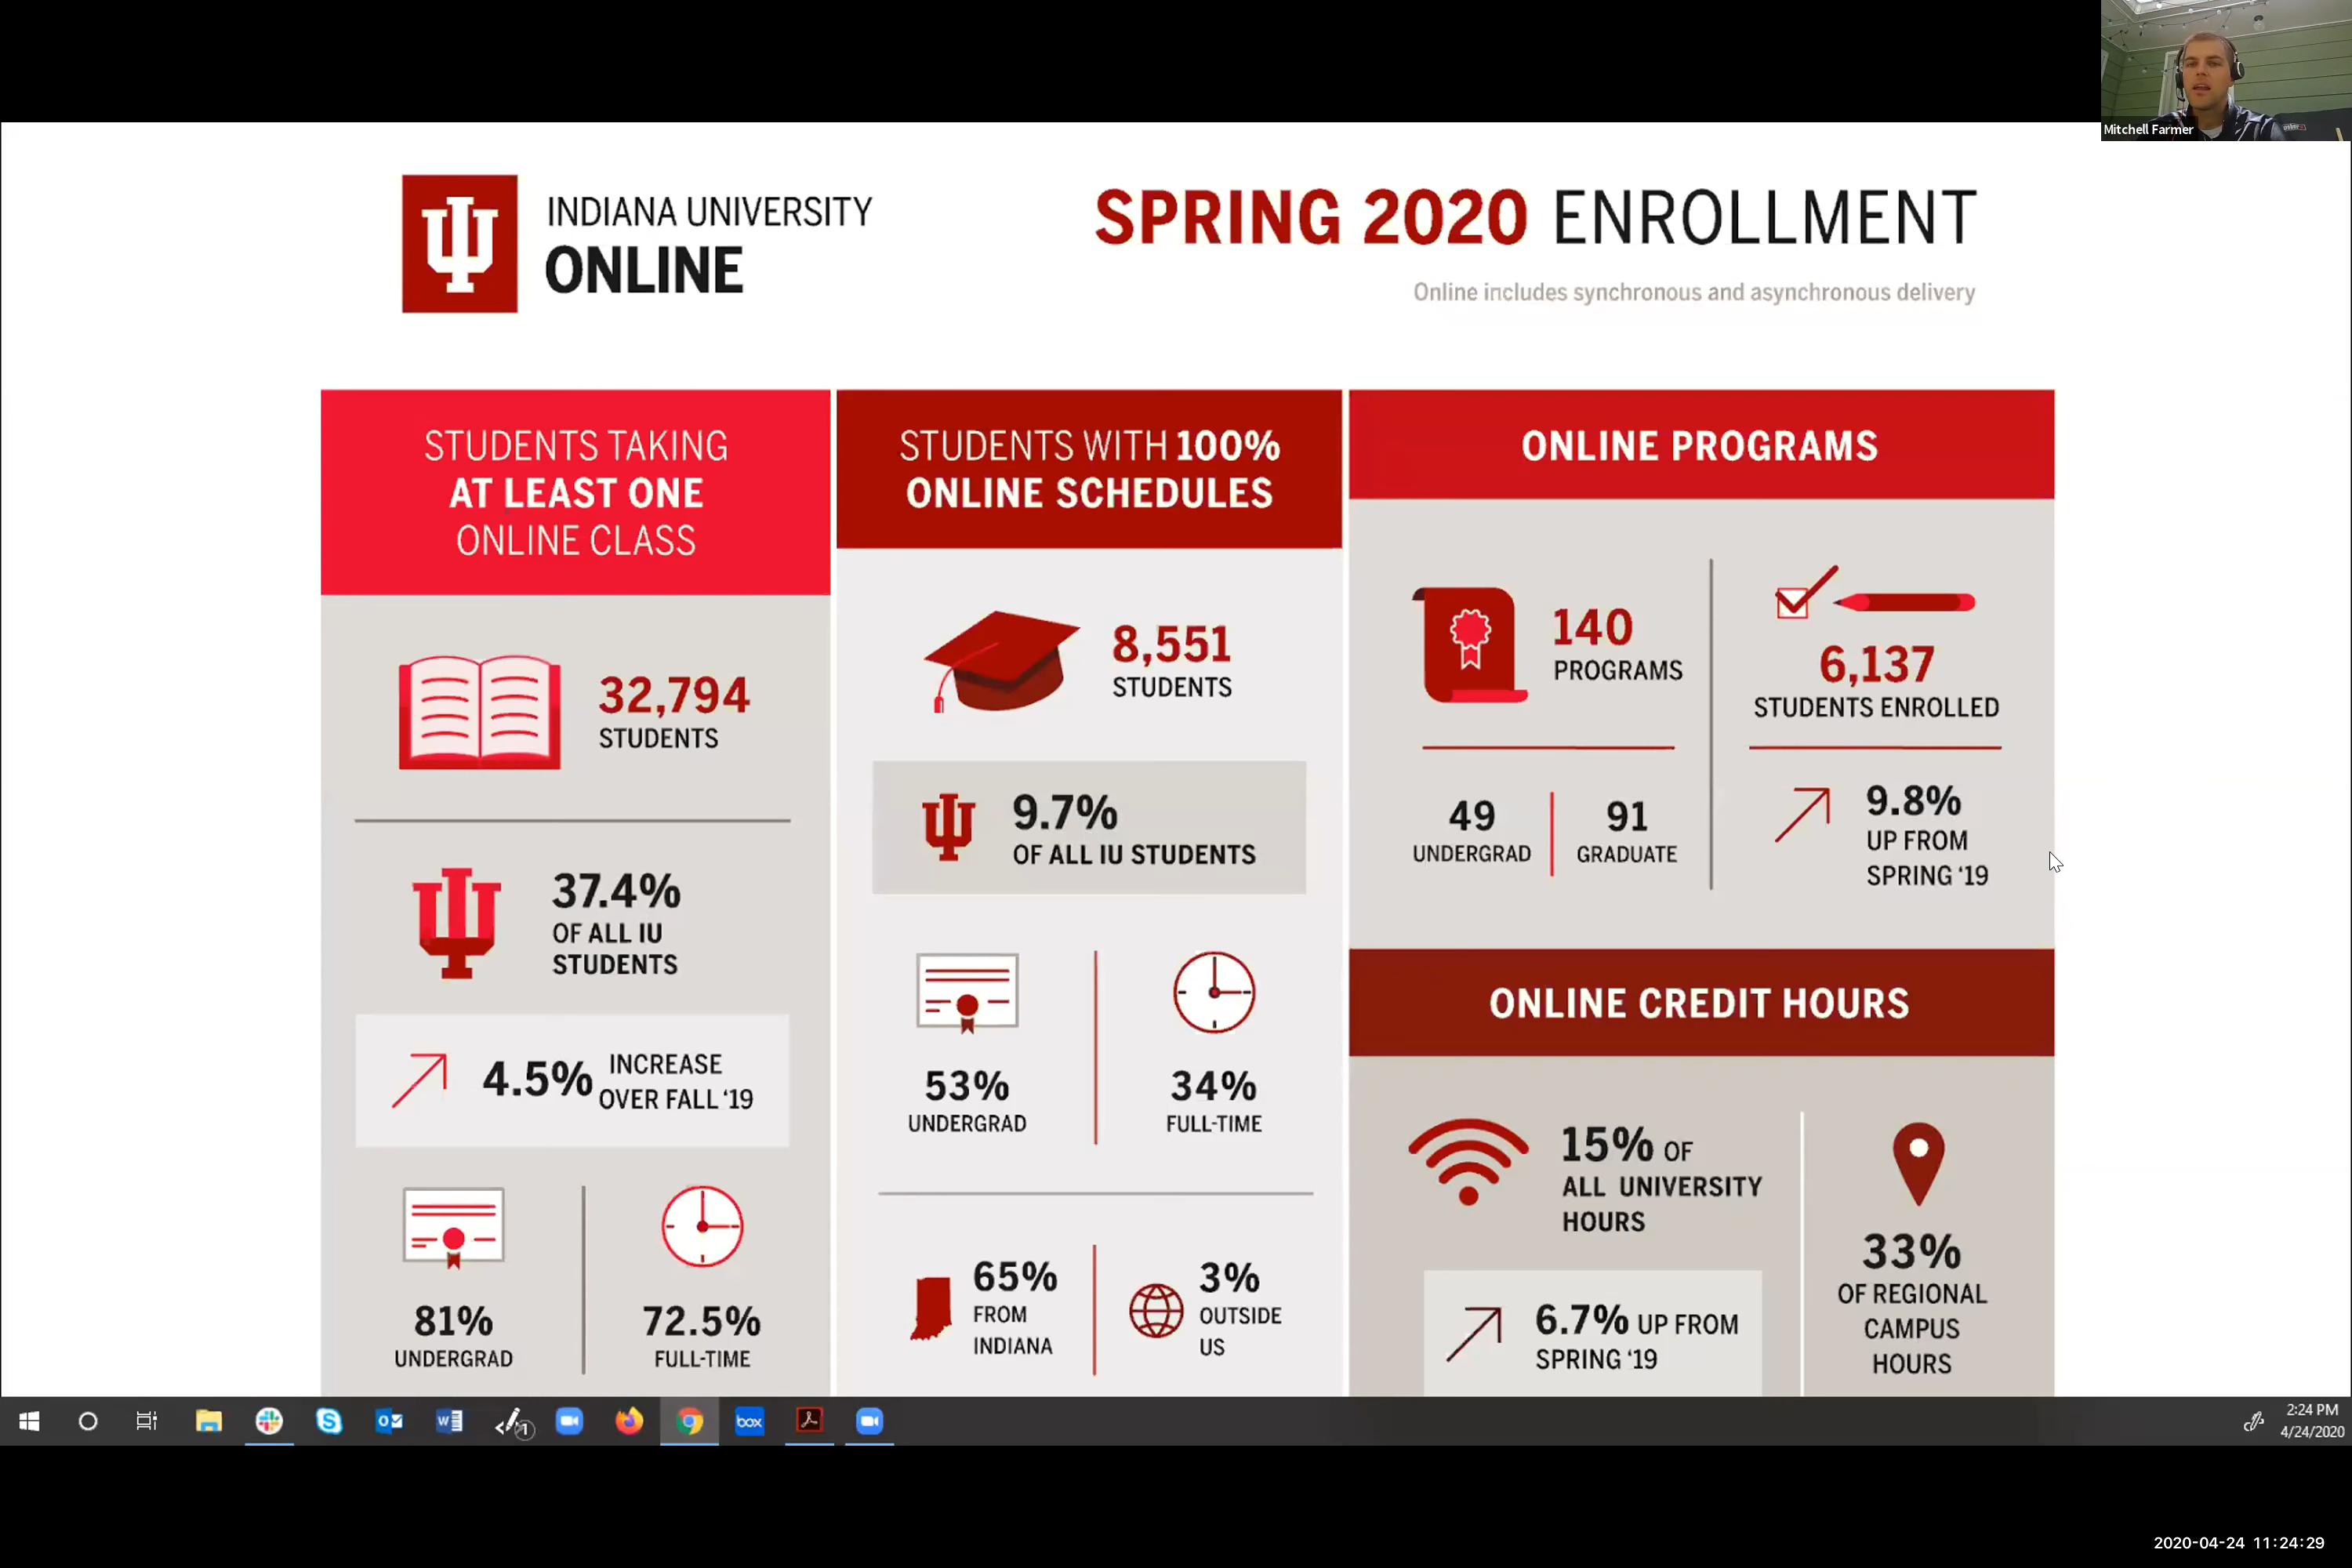 Mitchell Farmer
INDIANA UNIVERSITY
ONLINE
SPRING 2020 ENROLLMENT
Online includes synchronous and asynchronous delivery
STUDENTS TAKING
AT LEAST ONE
ONLINE CLASS
32,794
STUDENTS
37.4%
OF ALL IU
STUDENTS
4.5% INCREASE
OVER FALL ‘19
81%
UNDERGRAD
72.5%
FULL-TIME
STUDENTS WITH 100%
ONLINE SCHEDULES
8,551
STUDENTS
9.7%
OF ALL IU STUDENTS
53%
UNDERGRAD
34%
FULL-TIME
65%
FROM
INDIANA
3%
OUTSIDE
US
ONLINE PROGRAMS
140
PROGRAMS
49
UNDERGRAD
91
GRADUATE
6,137
STUDENTS ENROLLED
9.8%
UP FROM
SPRING ‘19
ONLINE CREDIT HOURS
15% OF
ALL UNIVERSITY
HOURS
6.7% UP FROM
SPRING ‘19
33%
OF REGIONAL
CAMPUS
HOURS
box
2:24 PM
4/24/2020
2020-04-24 11:24:29